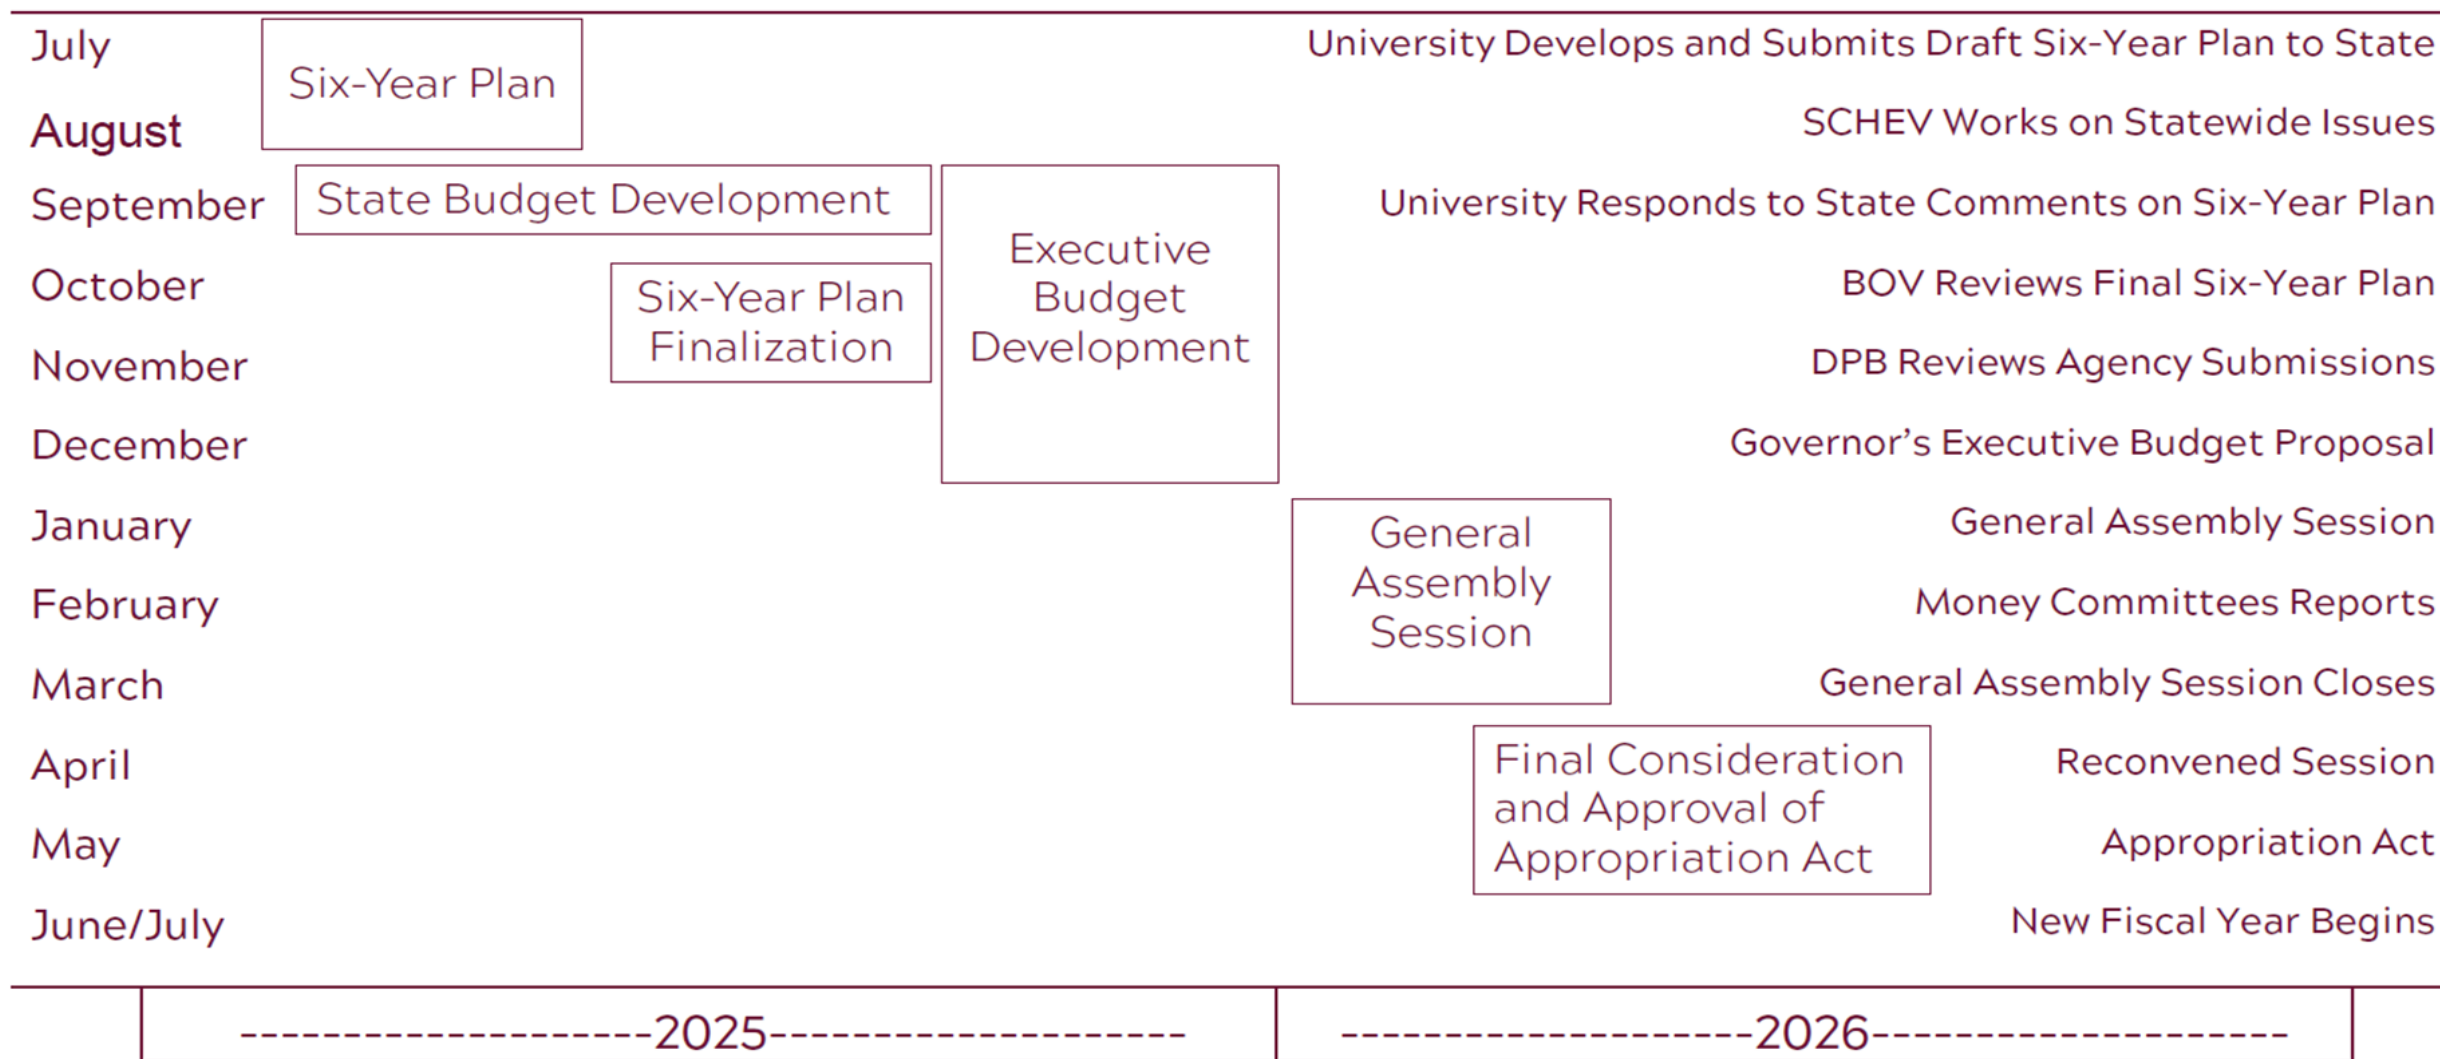 July
Six-Year Plan
University Develops and Submits Draft Six-Year Plan to State
August
SCHEV Works on Statewide Issues
September
State Budget Development
University Responds to State Comments on Six-Year Plan
Executive
Budget
Development
October
Six-Year Plan
Finalization
BOV Reviews Final Six-Year Plan
November
DPB Reviews Agency Submissions
December
Governor's Executive Budget Proposal
January
General
Assembly
Session
General Assembly Session
February
Money Committees Reports
March
General Assembly Session Closes
April
Final Consideration
and Approval of
Appropriation Act
Reconvened Session
May
Appropriation Act
June/July
New Fiscal Year Begins
--------------------2025--------------------
--------------------2026--------------------